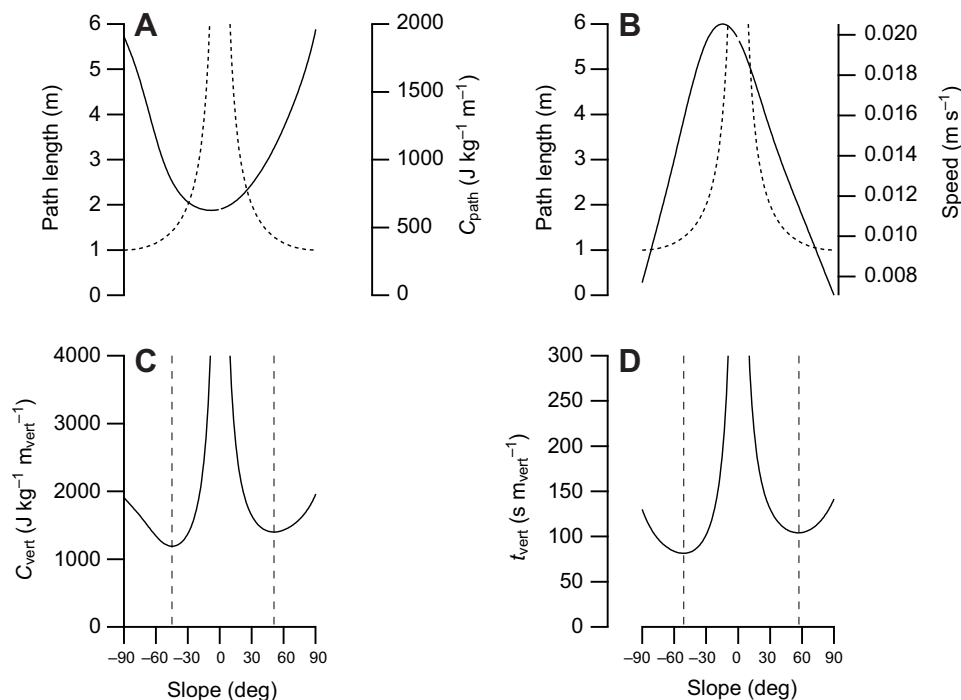 A
6
5
4
3
2
1
0
Path length (m)
2000
1500
1000
500
0
C_path (J kg⁻¹ m⁻¹)
B
6
5
4
3
2
1
0
Path length (m)
0.020
0.018
0.016
0.014
0.012
0.010
0.008
Speed (m s⁻¹)
C
4000
3000
2000
1000
0
C_vert (J kg⁻¹ m_vert⁻¹)
–90 –60 –30 0 30 60 90
Slope (deg)
D
300
250
200
150
100
50
0
t_vert (s m_vert⁻¹)
–90 –60 –30 0 30 60 90
Slope (deg)